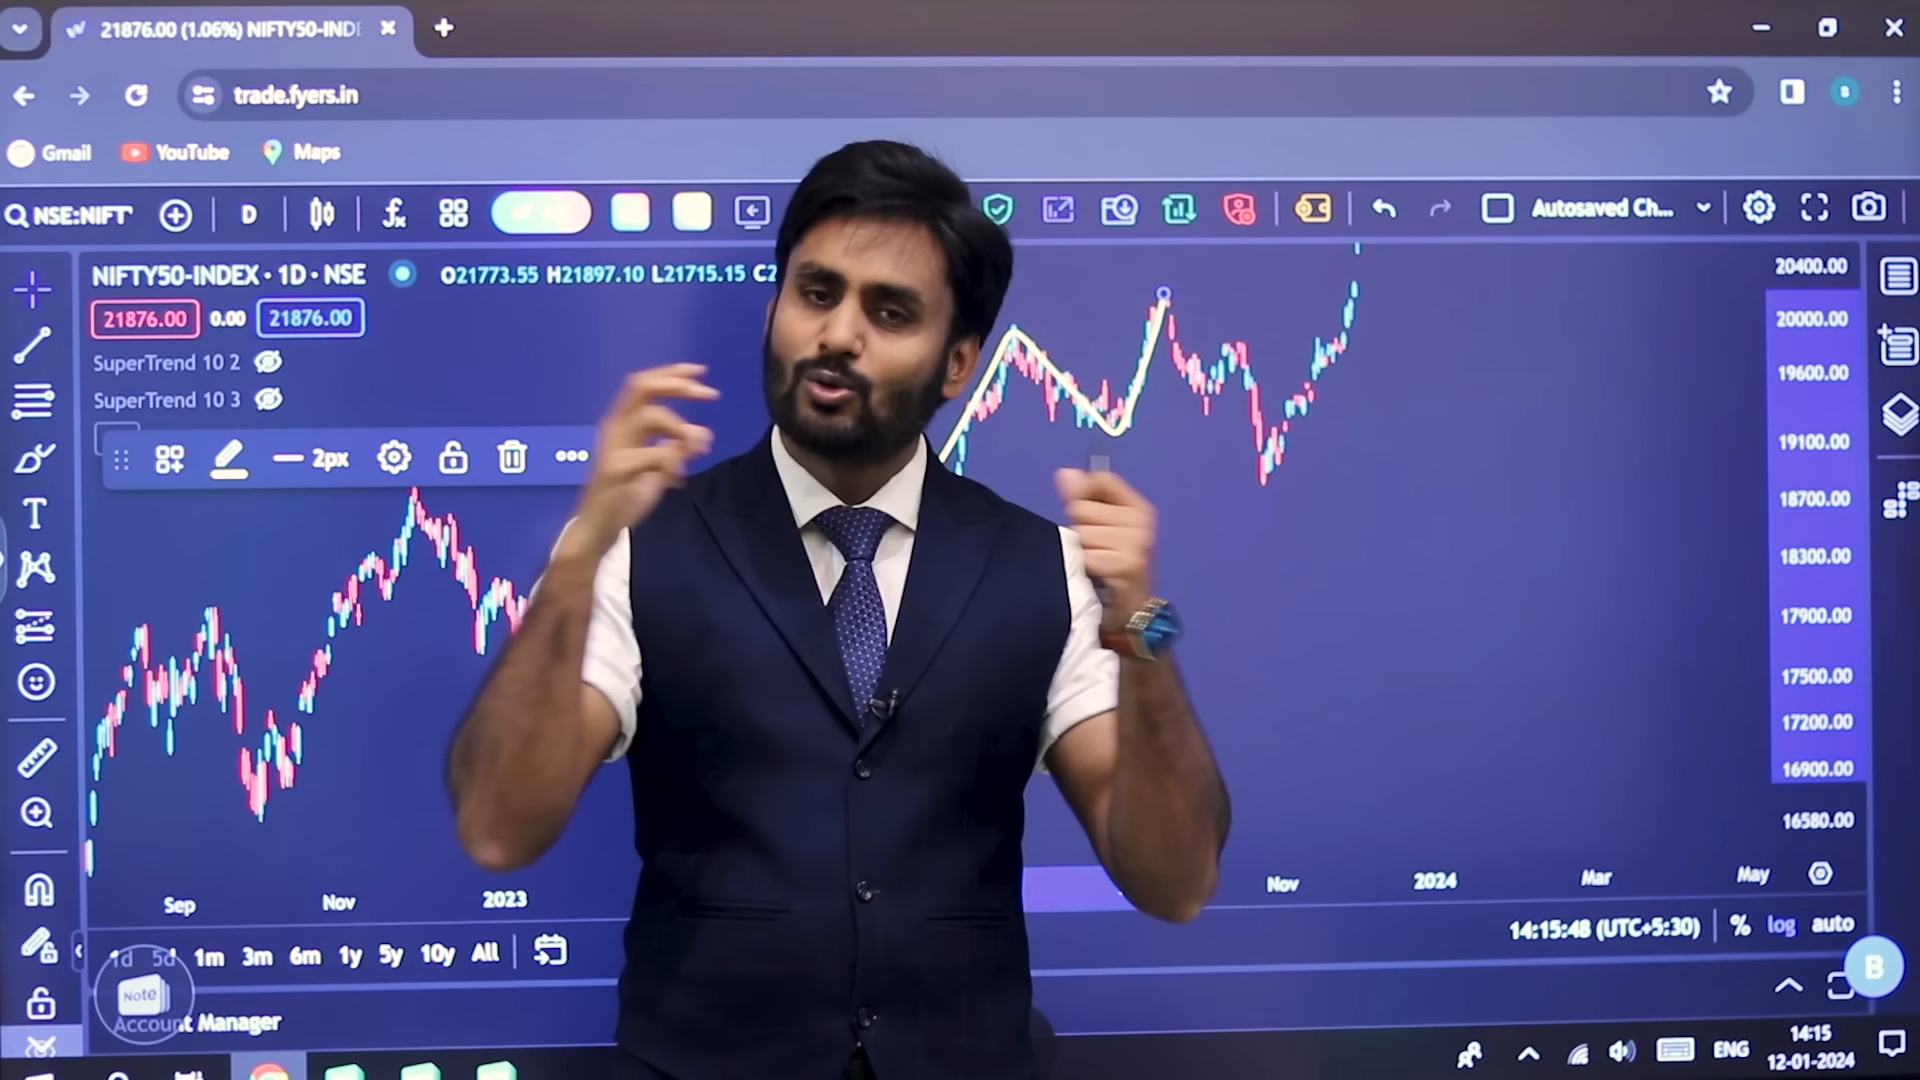 21876.00 (1.06%) NIFTY50-INDE
trade.fyers.in
s
Gmail YouTube Maps
NSE:NIFT D Autosaved Ch...
NIFTY50-INDEX · 1D · NSE O21773.55 H21897.10 L21715.15 C2
21876.00 0.00 21876.00
SuperTrend 10 2
SuperTrend 10 3
2px
T
20400.00
20000.00
19600.00
19100.00
18700.00
18300.00
17900.00
17500.00
17200.00
16900.00
16580.00
Sep Nov 2023 Nov 2024 Mar May
1d 5d 1m 3m 6m 1y 5y 10y All 14:15:48 (UTC+5:30) % log auto
B
Note
Account Manager
ENG 14:15
12-01-2024